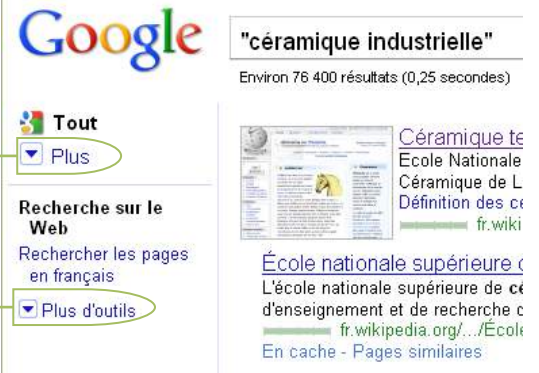 Google
"céramique industrielle"
Environ 76 400 résultats (0,25 secondes)
Tout
Plus
Recherche sur le
Web
Rechercher les pages
en français
Plus d'outils
Céramique te
Ecole Nationale
Céramique de L
Définition des cé
fr.wiki
École nationale supérieure d
L'école nationale supérieure de cé
d'enseignement et de recherche d
fr.wikipedia.org/.../École
En cache - Pages similaires